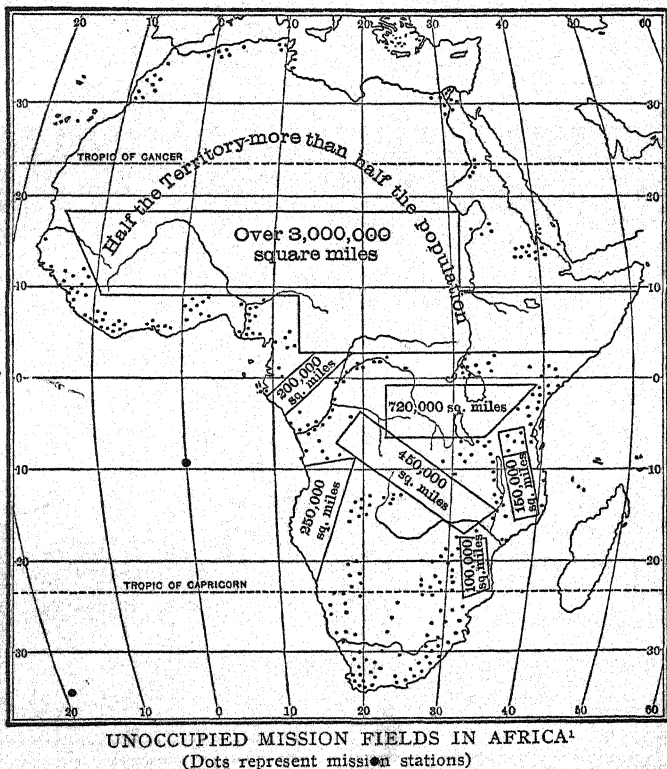 20 10 0 10 20 30 40 50 60
30 30
TROPIC OF CANCER
Half the Territory-more than half the population
20 20
Over 3,000,000
square miles
10 10
0 0
200,000
sq. miles
720,000 sq. miles
450,000
sq. miles
150,000
sq. miles
10 10
250,000
sq. miles
100,000
sq. miles
20 20
TROPIC OF CAPRICORN
30 30
20 10 0 10 20 30 40 50 60
UNOCCUPIED MISSION FIELDS IN AFRICA¹
(Dots represent mission stations)